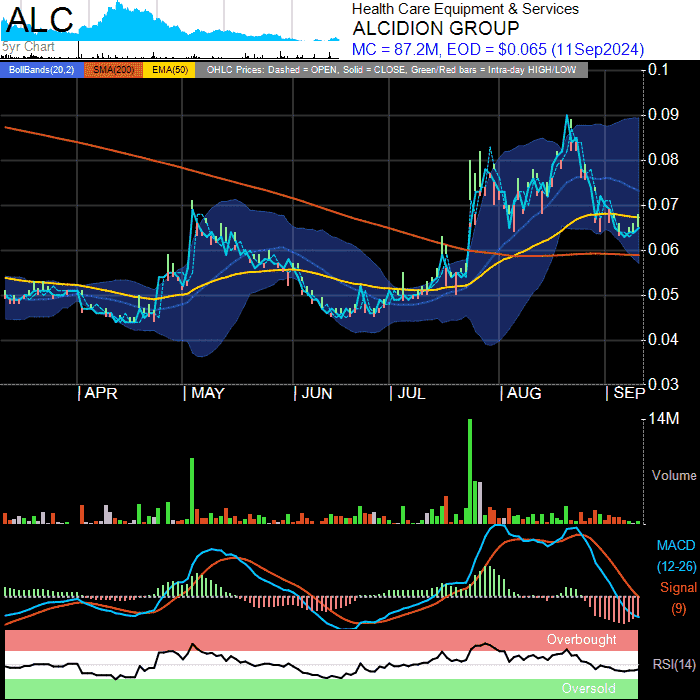 ALC
5yr Chart
Health Care Equipment & Services
ALCIDION GROUP
MC = 87.2M, EOD = $0.065 (11Sep2024)
BollBands(20,2) SMA(200) EMA(50) OHLC Prices: Dashed = OPEN, Solid = CLOSE, Green/Red bars = Intra-day HIGH/LOW
0.1
0.09
0.08
0.07
0.06
0.05
0.04
0.03
APR MAY JUN JUL AUG SEP
14M
Volume
MACD
(12-26)
Signal
(9)
Overbought
RSI(14)
Oversold